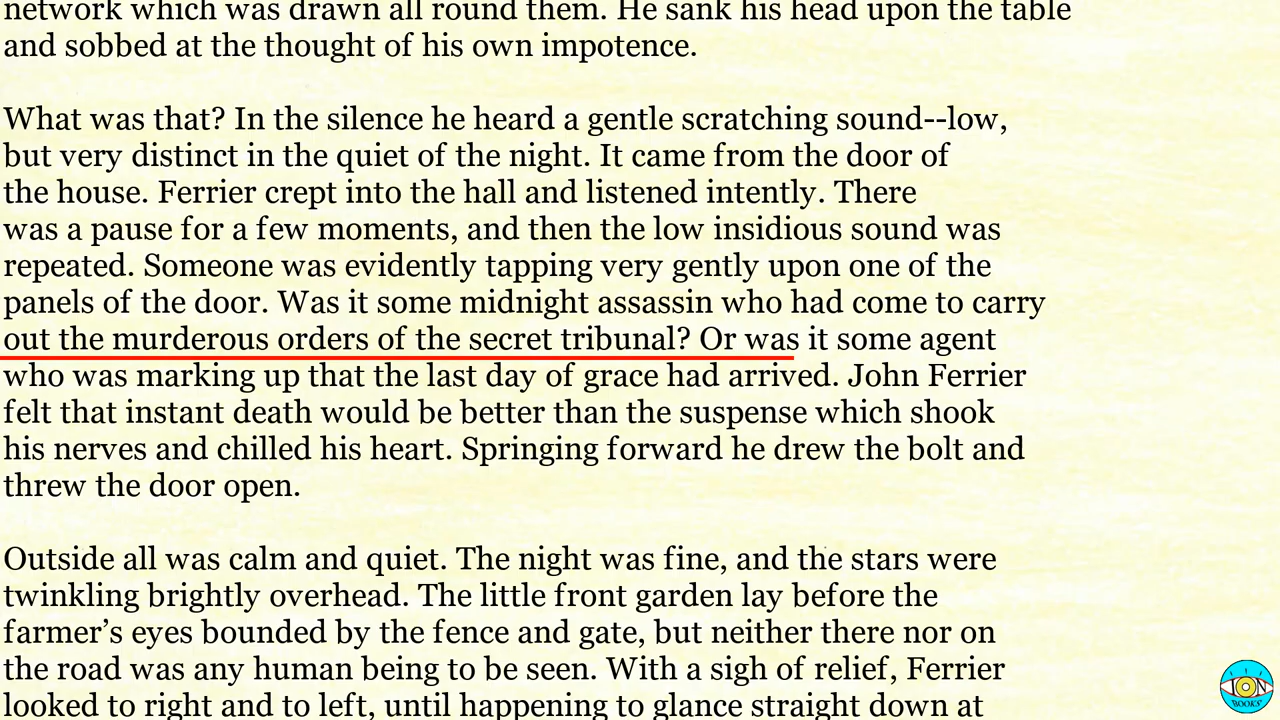 network which was drawn all round them. He sank his head upon the table
and sobbed at the thought of his own impotence.
What was that? In the silence he heard a gentle scratching sound--low,
but very distinct in the quiet of the night. It came from the door of
the house. Ferrier crept into the hall and listened intently. There
was a pause for a few moments, and then the low insidious sound was
repeated. Someone was evidently tapping very gently upon one of the
panels of the door. Was it some midnight assassin who had come to carry
out the murderous orders of the secret tribunal? Or was it some agent
who was marking up that the last day of grace had arrived. John Ferrier
felt that instant death would be better than the suspense which shook
his nerves and chilled his heart. Springing forward he drew the bolt and
threw the door open.
Outside all was calm and quiet. The night was fine, and the stars were
twinkling brightly overhead. The little front garden lay before the
farmer’s eyes bounded by the fence and gate, but neither there nor on
the road was any human being to be seen. With a sigh of relief, Ferrier
looked to right and to left, until happening to glance straight down at
ION
BOOKS